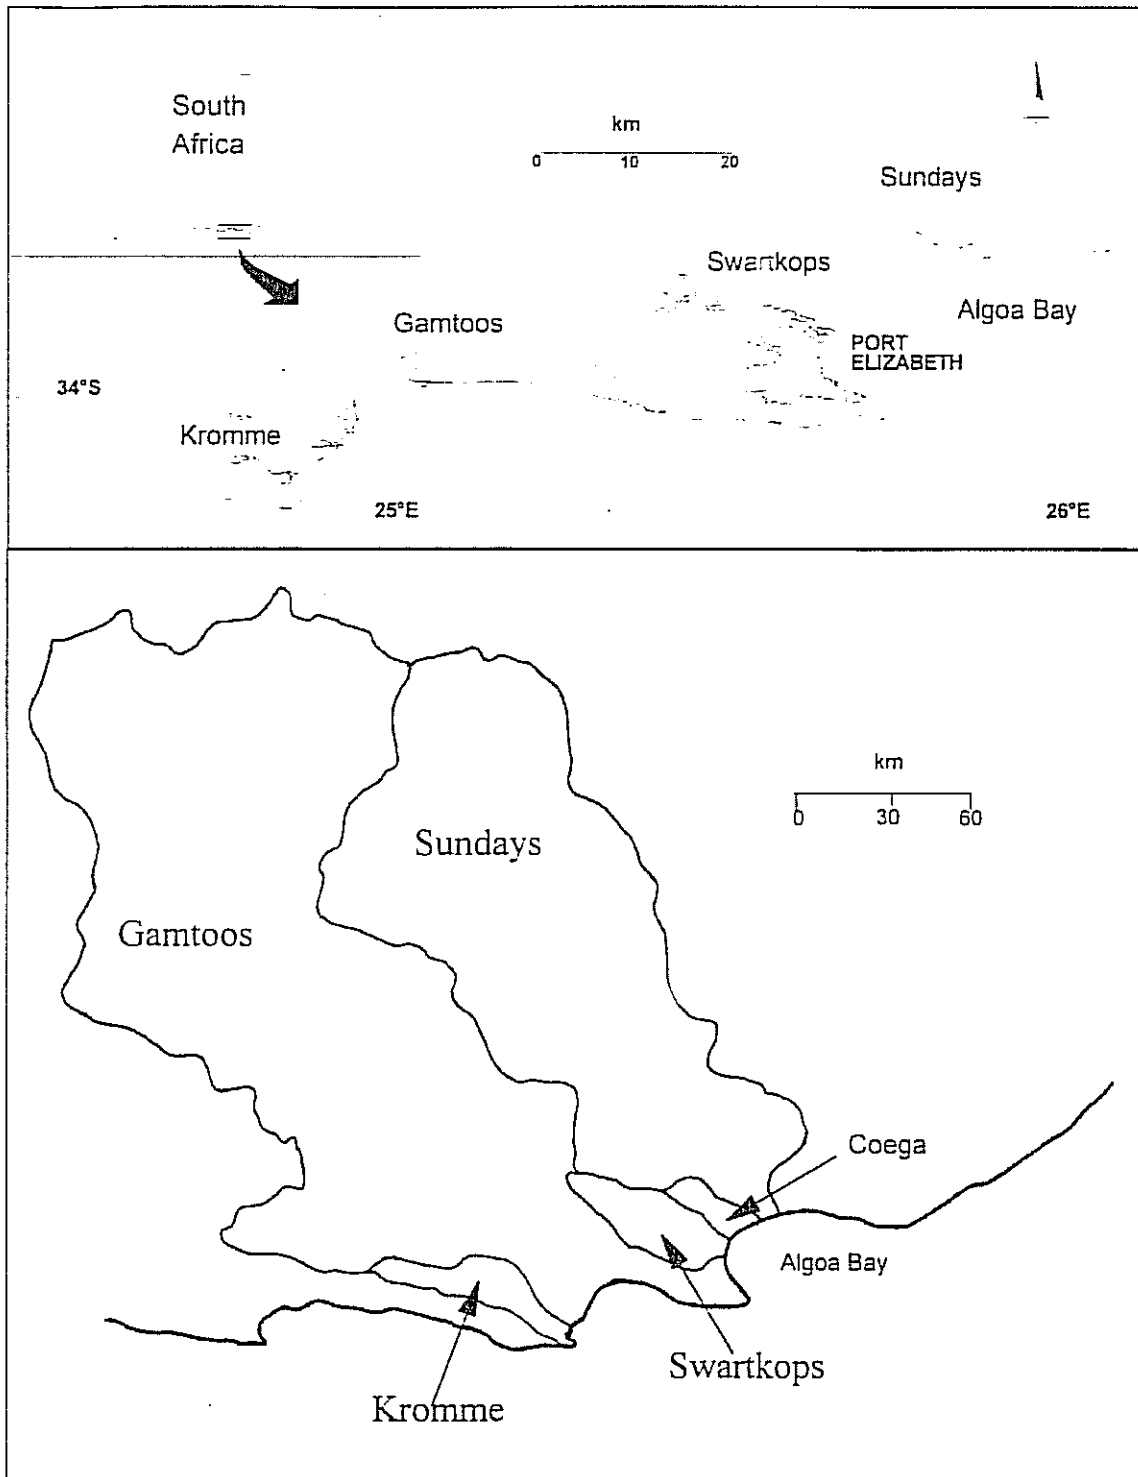 South
Africa
km
0 10 20
Sundays
Swartkops
Algoa Bay
Gamtoos
PORT
ELIZABETH
34°S
Kromme
25°E
26°E
km
0 30 60
Sundays
Gamtoos
Coega
Algoa Bay
Swartkops
Kromme